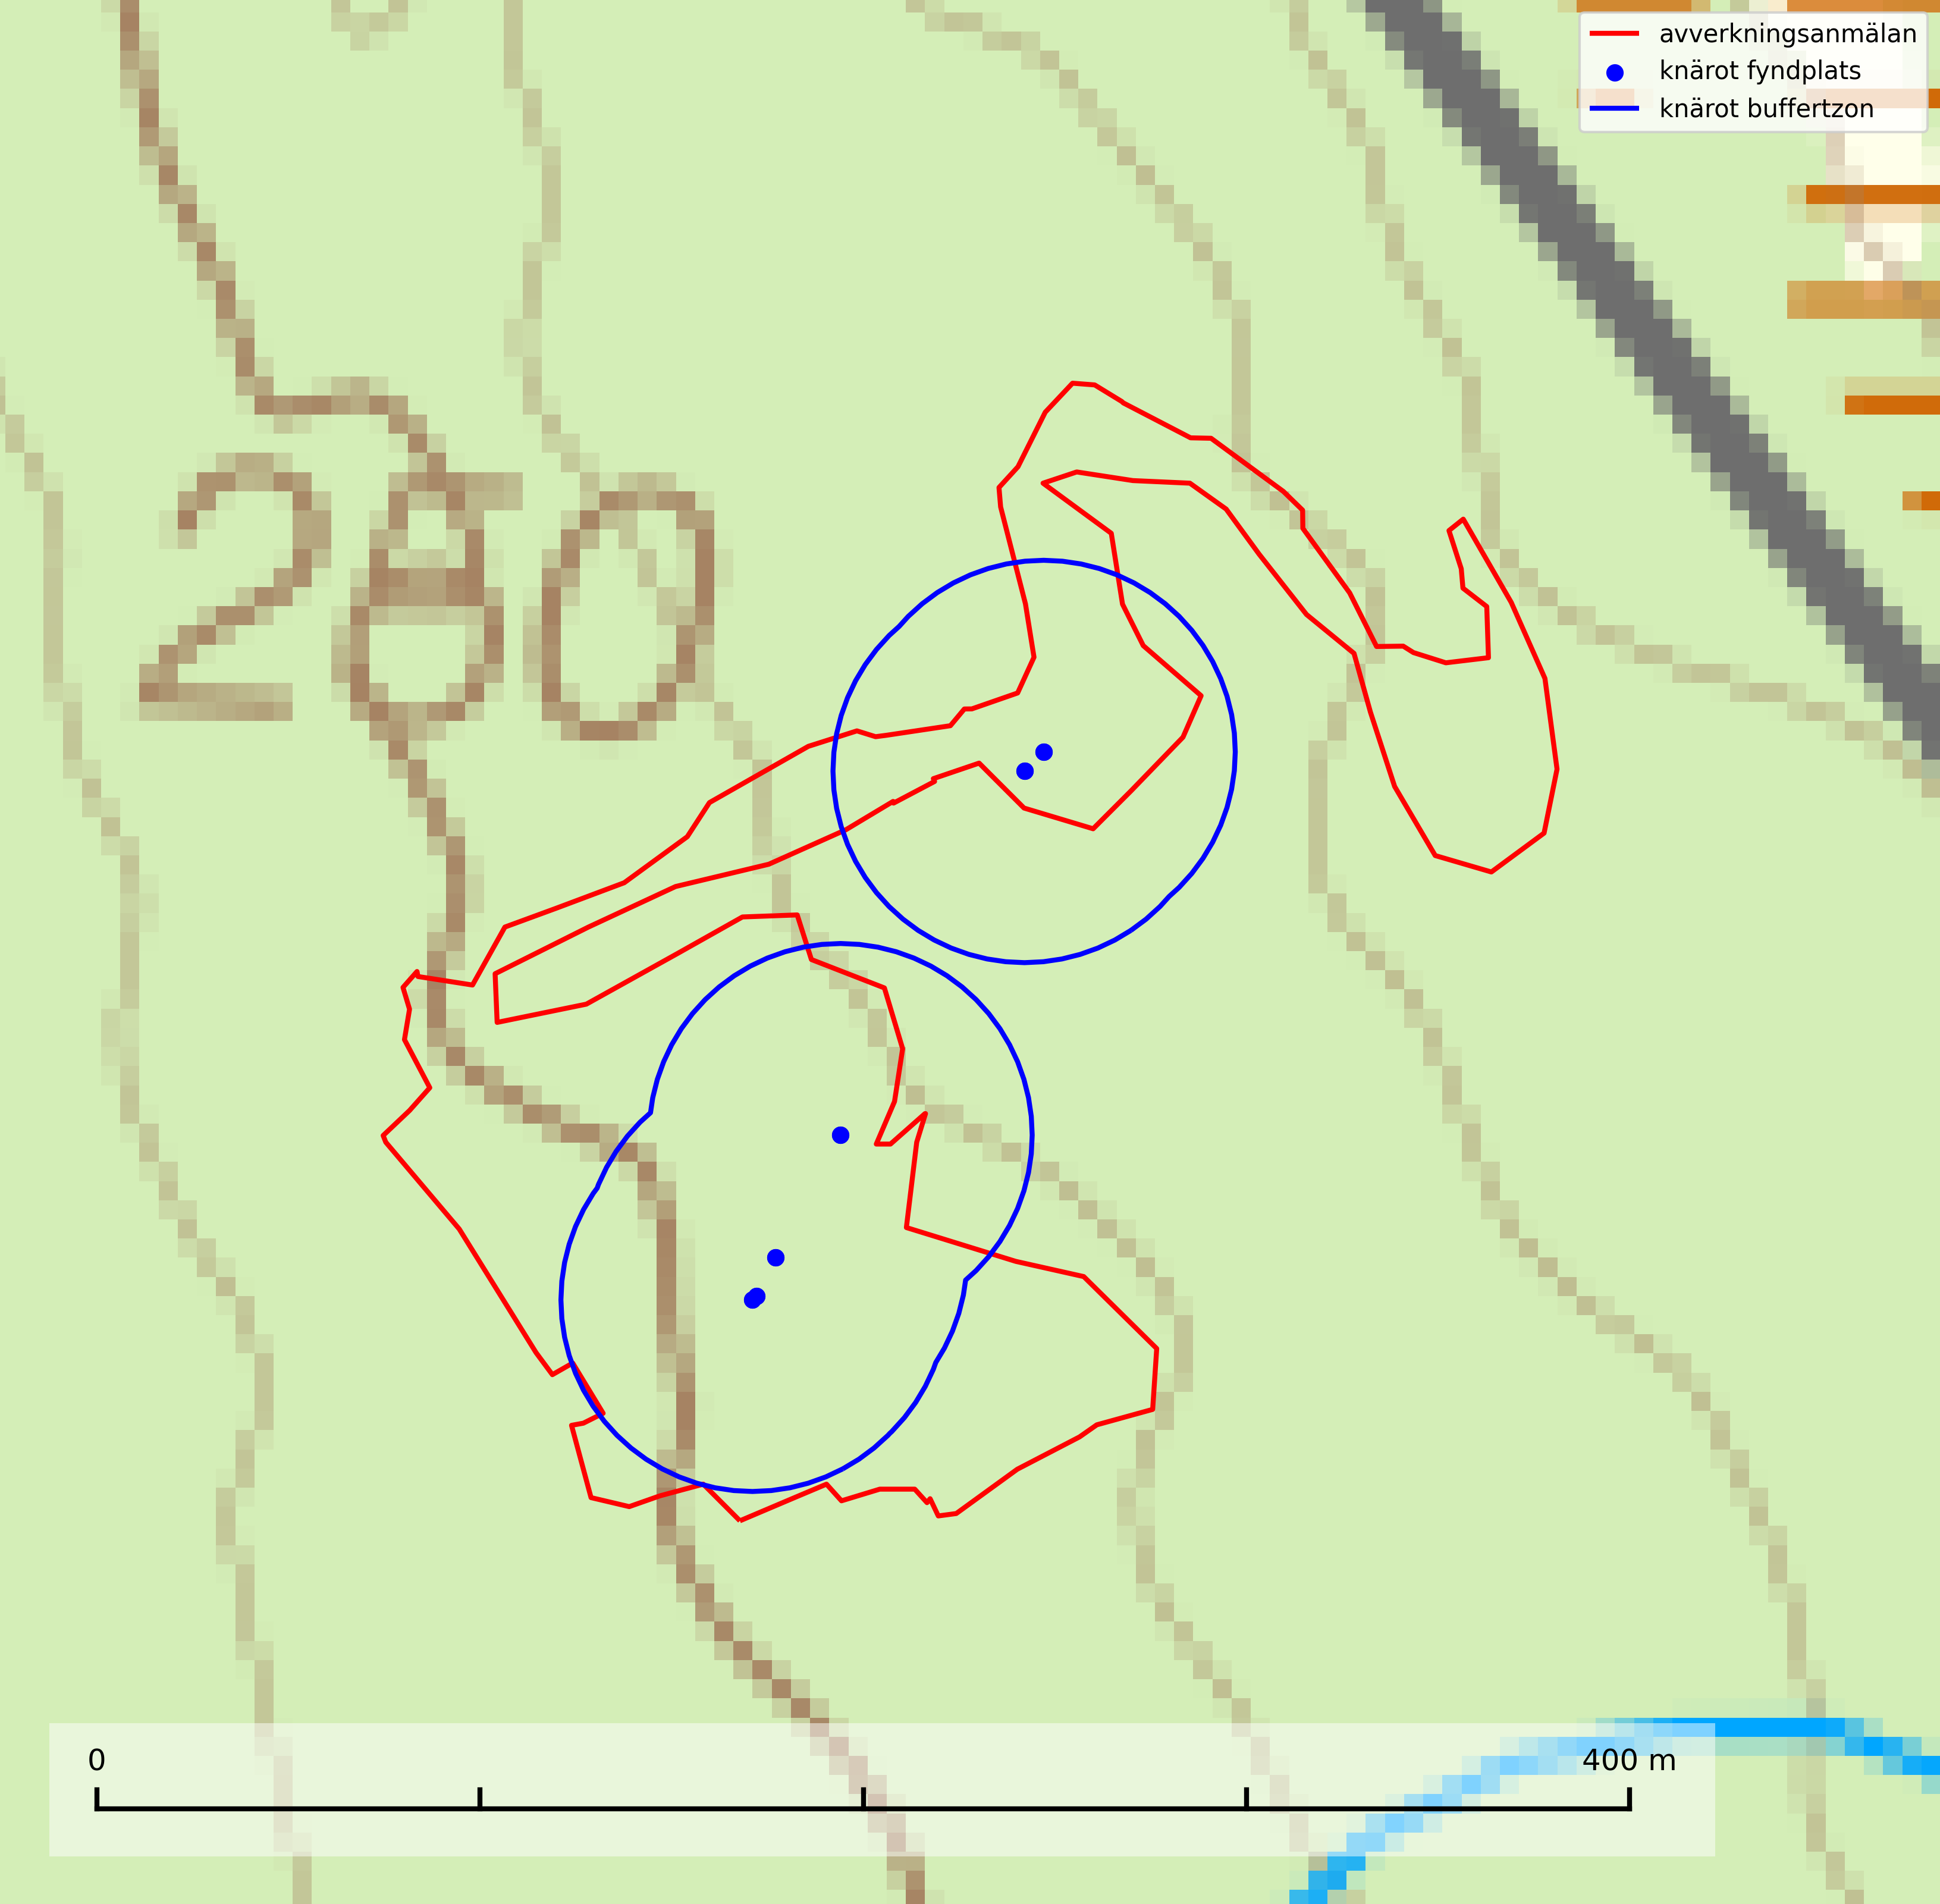 avverkningsanmälan
knärot fyndplats
knärot buffertzon
280
0
400 m